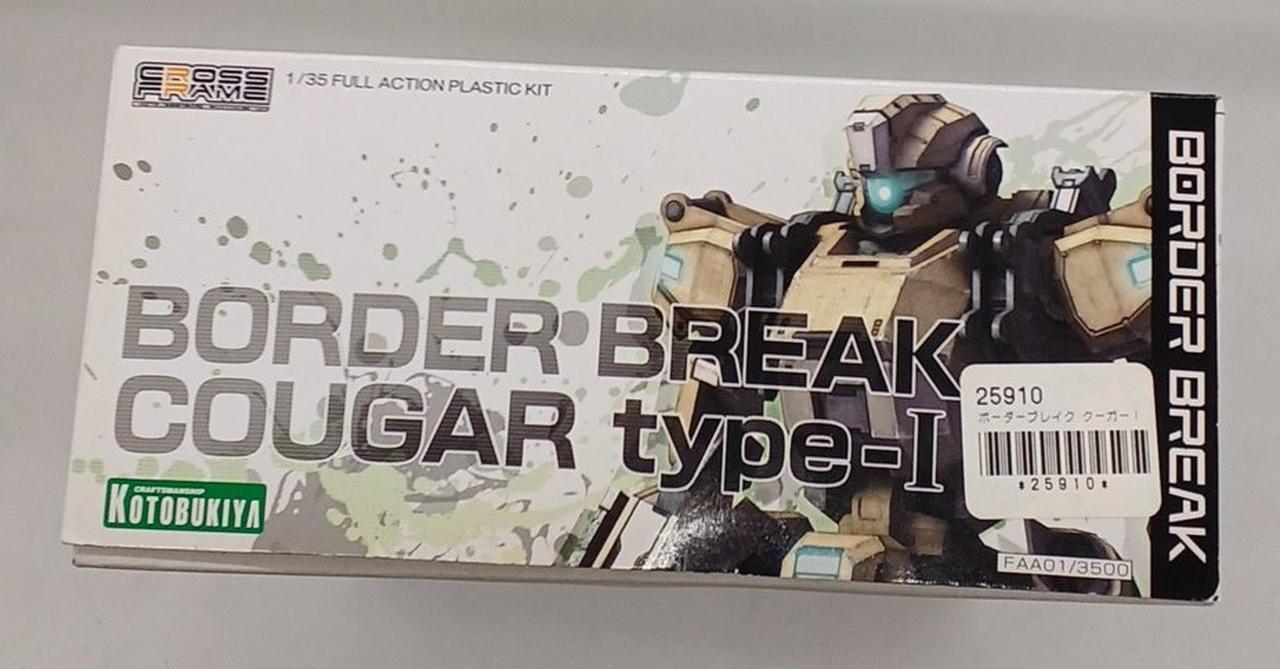 CROSS FRAME
1/35 FULL ACTION PLASTIC KIT
BORDER BREAK
COUGAR type-I
CRAFTSMANSHIP
KOTOBUKIYA
25910
ボーダーブレイク クーガーI
*25910*
FAA01/3500
BORDER BREAK